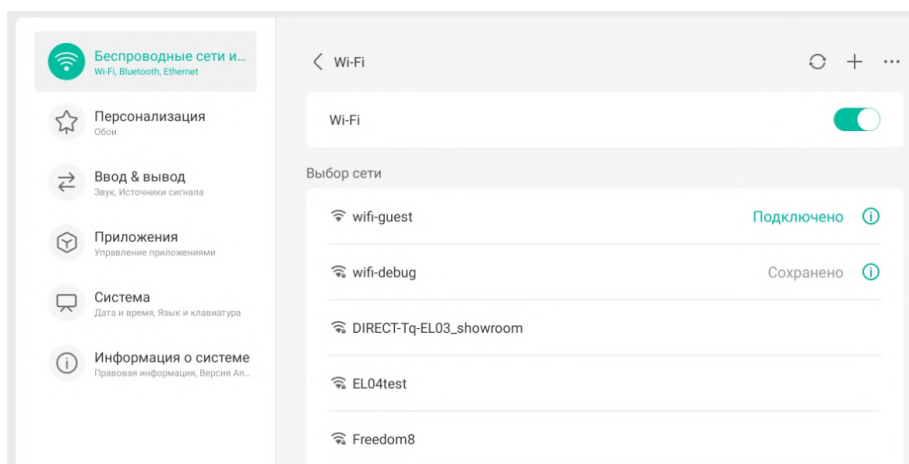 Беспроводные сети и...
Wi-Fi, Bluetooth, Ethernet
Персонализация
Обои
Ввод & вывод
Звук, Источники сигнала
Приложения
Управление приложениями
Система
Дата и время, Язык и клавиатура
Информация о системе
Правовая информация, Версия An...
Wi-Fi
Wi-Fi
Выбор сети
wifi-guest Подключено
wifi-debug Сохранено
DIRECT-Tq-EL03_showroom
EL04test
Freedom8